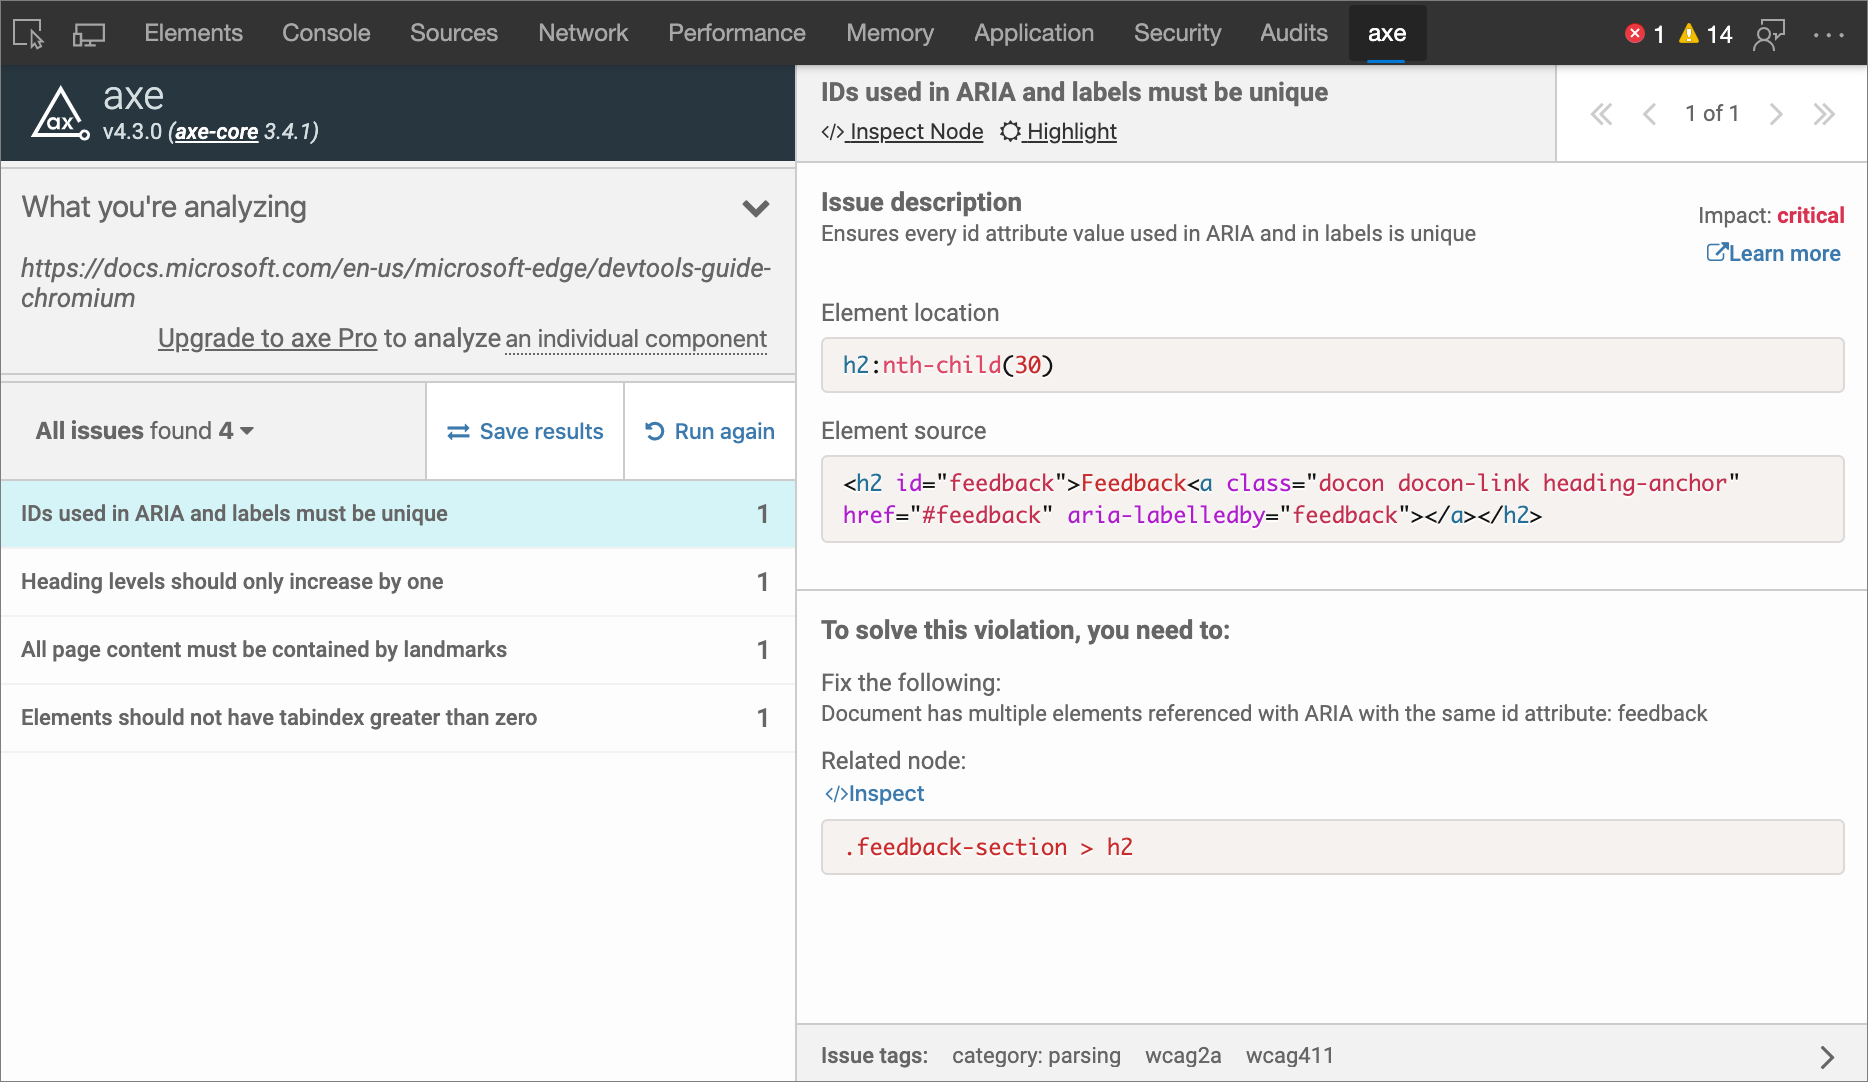 Elements Console Sources Network Performance Memory Application Security Audits axe 1 14
ax
axe
v4.3.0 (axe-core 3.4.1)
What you're analyzing
https://docs.microsoft.com/en-us/microsoft-edge/devtools-guide-
chromium
Upgrade to axe Pro to analyze an individual component
All issues found 4
Save results
Run again
IDs used in ARIA and labels must be unique 1
Heading levels should only increase by one 1
All page content must be contained by landmarks 1
Elements should not have tabindex greater than zero 1
IDs used in ARIA and labels must be unique
</> Inspect Node Highlight
1 of 1
Issue description
Ensures every id attribute value used in ARIA and in labels is unique
Impact: critical
Learn more
Element location
h2:nth-child(30)
Element source
<h2 id="feedback">Feedback<a class="docon docon-link heading-anchor"
href="#feedback" aria-labelledby="feedback"></a></h2>
To solve this violation, you need to:
Fix the following:
Document has multiple elements referenced with ARIA with the same id attribute: feedback
Related node:
</>Inspect
.feedback-section > h2
Issue tags: category: parsing wcag2a wcag411